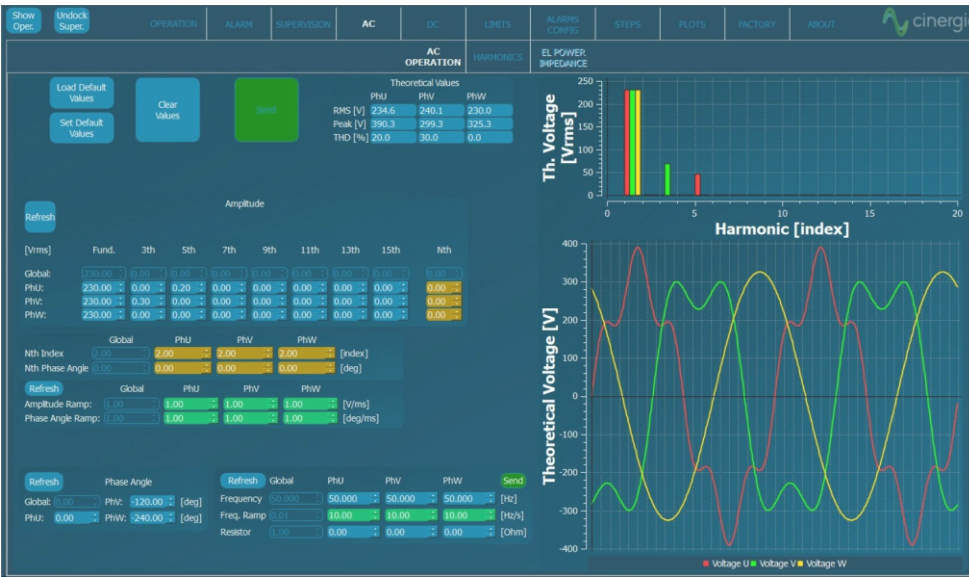 Show Oper.
Undock Super.
OPERATION
ALARM
SUPERVISION
AC
DC
LIMITS
ALARMS CONFIG
STEPS
PLOTS
FACTORY
ABOUT
cinergia
AC OPERATION
HARMONICS
EL POWER IMPEDANCE
Load Default Values
Set Default Values
Clear Values
Send
Theoretical Values
PhU PhV PhW
RMS [V] 234.6 240.1 230.0
Peak [V] 390.3 299.3 325.3
THD [%] 20.0 30.0 0.0
Refresh
Amplitude
[Vrms] Fund. 3th 5th 7th 9th 11th 13th 15th Nth
Global: 230.00 0.00 0.00 0.00 0.00 0.00 0.00 0.00 0.00
PhU: 230.00 0.00 0.20 0.00 0.00 0.00 0.00 0.00 0.00
PhV: 230.00 0.30 0.00 0.00 0.00 0.00 0.00 0.00 0.00
PhW: 230.00 0.00 0.00 0.00 0.00 0.00 0.00 0.00 0.00
Global PhU PhV PhW
Nth Index 2.00 2.00 2.00 2.00 [index]
Nth Phase Angle 0.00 0.00 0.00 0.00 [deg]
Refresh Global PhU PhV PhW
Amplitude Ramp: 1.00 1.00 1.00 1.00 [V/ms]
Phase Angle Ramp: 1.00 1.00 1.00 1.00 [deg/ms]
Refresh Phase Angle
Global: 0.00 PhV: -120.00 [deg]
PhU: 0.00 PhW: -240.00 [deg]
Refresh Global PhU PhV PhW Send
Frequency 50.000 50.000 50.000 50.000 [Hz]
Freq. Ramp 0.01 10.00 10.00 10.00 [Hz/s]
Resistor 1.00 0.00 0.00 0.00 [Ohm]
Th. Voltage [Vrms]
250
200
150
100
50
0
0 5 10 15 20
Harmonic [index]
Theoretical Voltage [V]
400
300
200
100
0
-100
-200
-300
-400
Voltage U Voltage V Voltage W